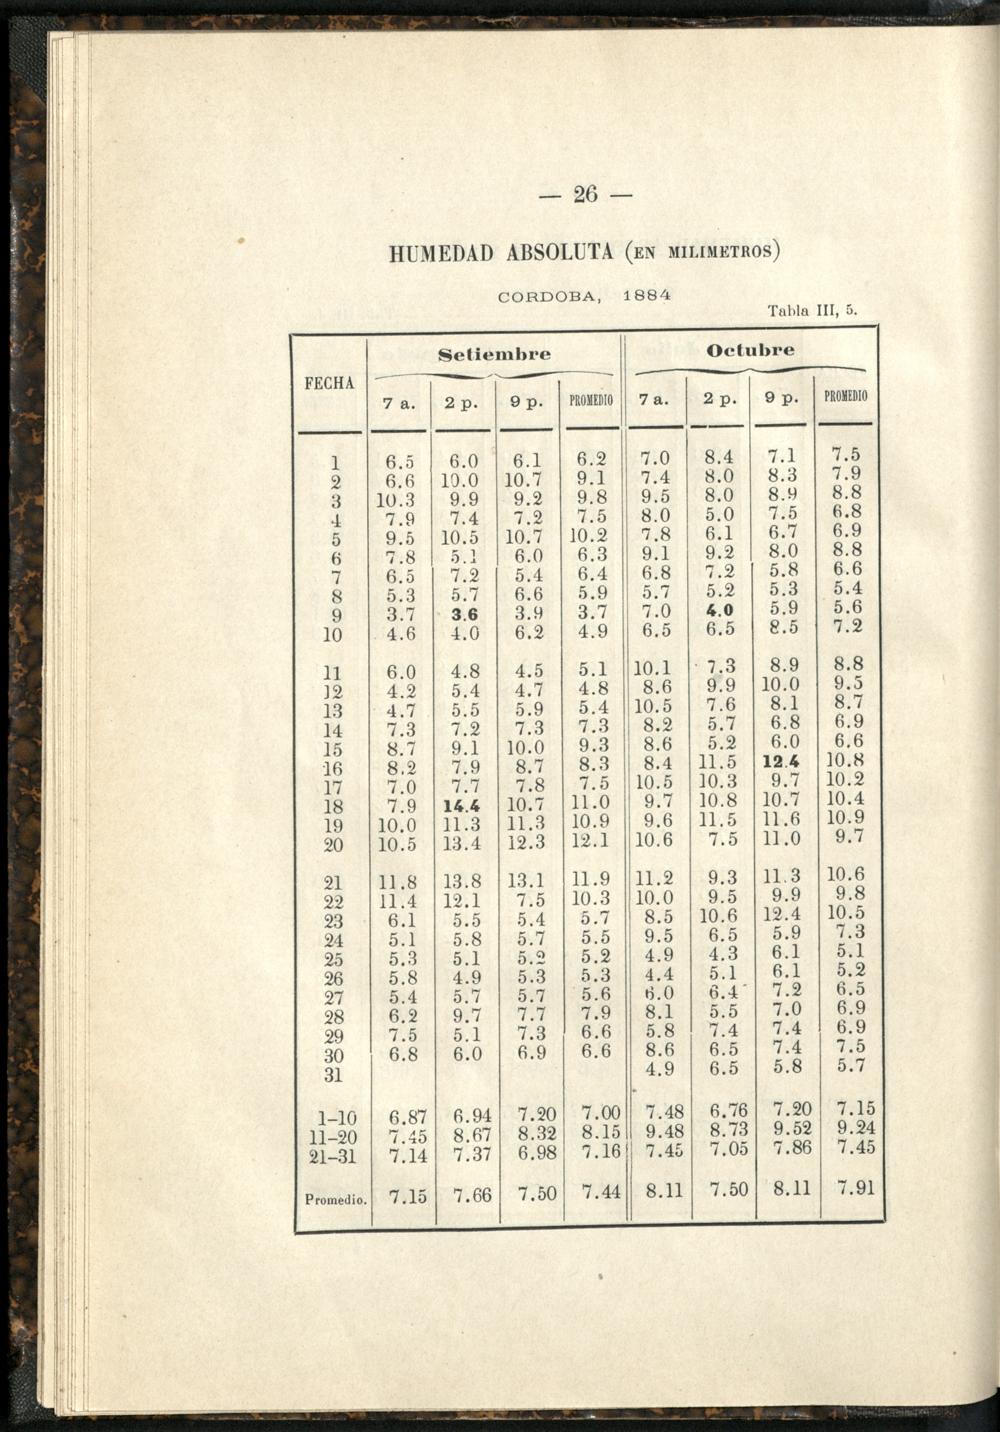 — 26 —
HUMEDAD ABSOLUTA (EN MILIMETROS)
CORDOBA, 1884
Tabla III, 5.
FECHA Setiembre Octubre
7 a. 2 p. 9 p. PROMEDIO 7 a. 2 p. 9 p. PROMEDIO
1 6.5 6.0 6.1 6.2 7.0 8.4 7.1 7.5
2 6.6 10.0 10.7 9.1 7.4 8.0 8.3 7.9
3 10.3 9.9 9.2 9.8 9.5 8.0 8.9 8.8
4 7.9 7.4 7.2 7.5 8.0 5.0 7.5 6.8
5 9.5 10.5 10.7 10.2 7.8 6.1 6.7 6.9
6 7.8 5.1 6.0 6.3 9.1 9.2 8.0 8.8
7 6.5 7.2 5.4 6.4 6.8 7.2 5.8 6.6
8 5.3 5.7 6.6 5.9 5.7 5.2 5.3 5.4
9 3.7 3.6 3.9 3.7 7.0 4.0 5.9 5.6
10 4.6 4.0 6.2 4.9 6.5 6.5 8.5 7.2
11 6.0 4.8 4.5 5.1 10.1 7.3 8.9 8.8
12 4.2 5.4 4.7 4.8 8.6 9.9 10.0 9.5
13 4.7 5.5 5.9 5.4 10.5 7.6 8.1 8.7
14 7.3 7.2 7.3 7.3 8.2 5.7 6.8 6.9
15 8.7 9.1 10.0 9.3 8.6 5.2 6.0 6.6
16 8.2 7.9 8.7 8.3 8.4 11.5 12.4 10.8
17 7.0 7.7 7.8 7.5 10.5 10.3 9.7 10.2
18 7.9 14.4 10.7 11.0 9.7 10.8 10.7 10.4
19 10.0 11.3 11.3 10.9 9.6 11.5 11.6 10.9
20 10.5 13.4 12.3 12.1 10.6 7.5 11.0 9.7
21 11.8 13.8 13.1 11.9 11.2 9.3 11.3 10.6
22 11.4 12.1 7.5 10.3 10.0 9.5 9.9 9.8
23 6.1 5.5 5.4 5.7 8.5 10.6 12.4 10.5
24 5.1 5.8 5.7 5.5 9.5 6.5 5.9 7.3
25 5.3 5.1 5.2 5.2 4.9 4.3 6.1 5.1
26 5.8 4.9 5.3 5.3 4.4 5.1 6.1 5.2
27 5.4 5.7 5.7 5.6 6.0 6.4 7.2 6.5
28 6.2 9.7 7.7 7.9 8.1 5.5 7.0 6.9
29 7.5 5.1 7.3 6.6 5.8 7.4 7.4 6.9
30 6.8 6.0 6.9 6.6 8.6 6.5 7.4 7.5
31 4.9 6.5 5.8 5.7
1–10 6.87 6.94 7.20 7.00 7.48 6.76 7.20 7.15
11–20 7.45 8.67 8.32 8.15 9.48 8.73 9.52 9.24
21–31 7.14 7.37 6.98 7.16 7.45 7.05 7.86 7.45
Promedio. 7.15 7.66 7.50 7.44 8.11 7.50 8.11 7.91